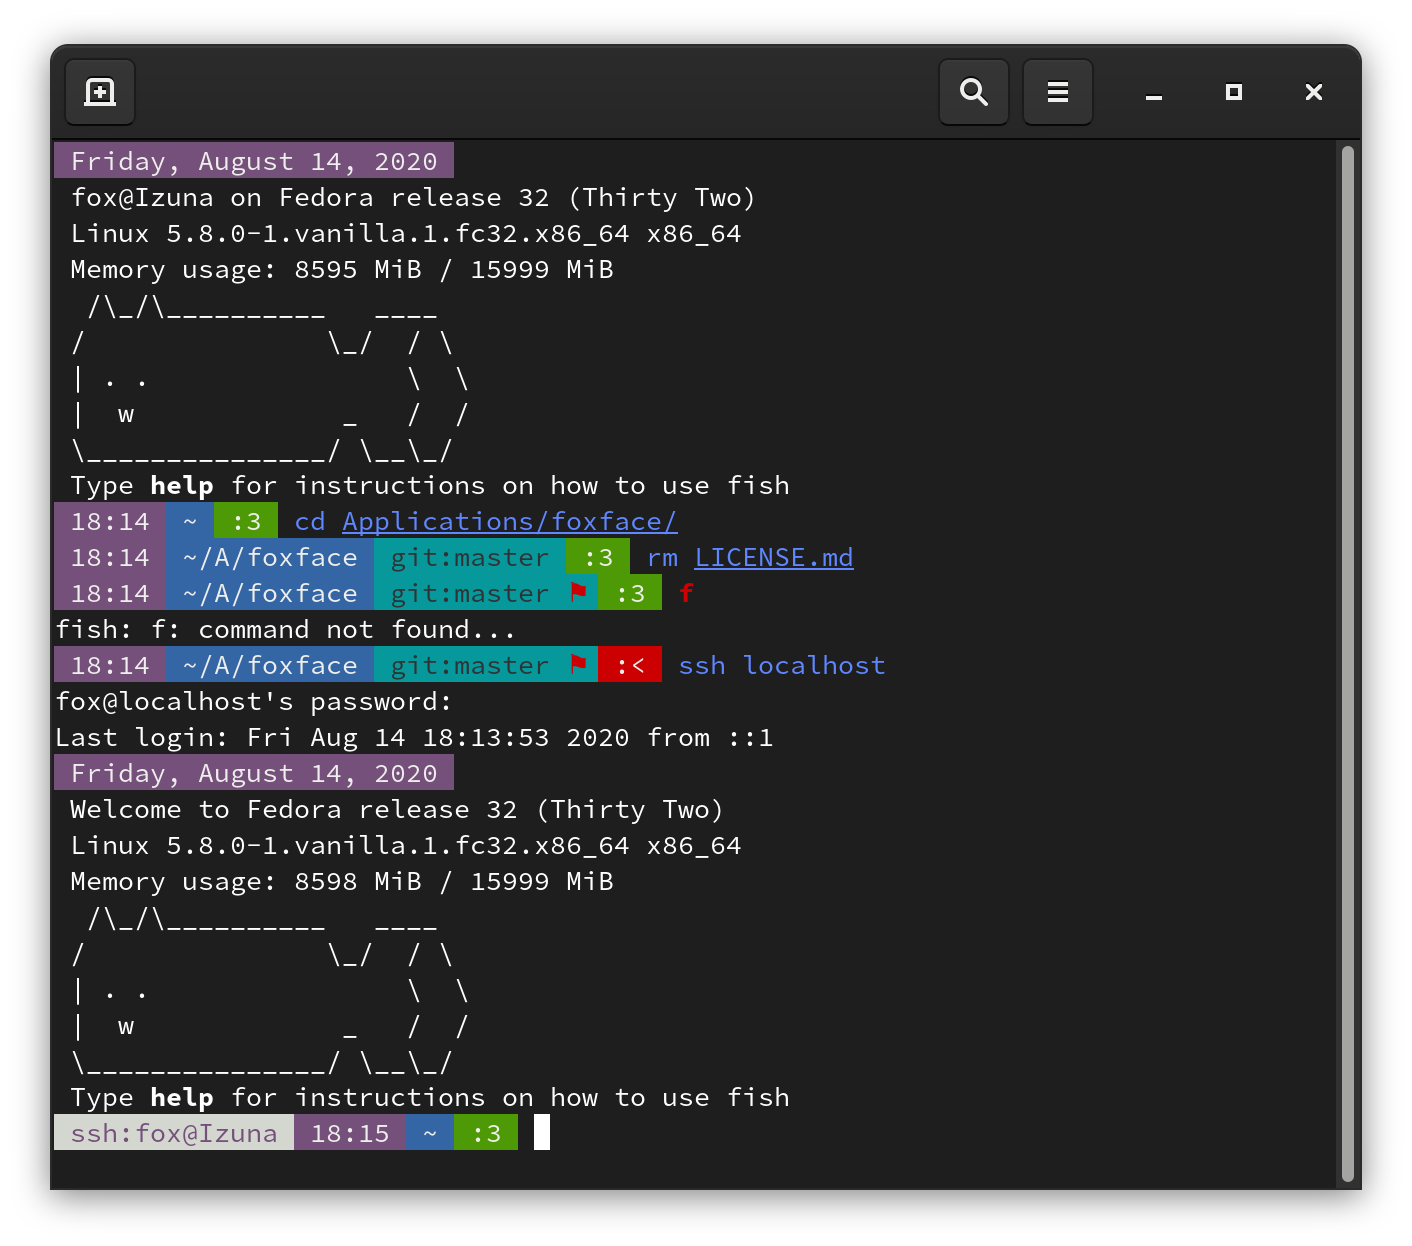 Friday, August 14, 2020
fox@Izuna on Fedora release 32 (Thirty Two)
Linux 5.8.0-1.vanilla.1.fc32.x86_64 x86_64
Memory usage: 8595 MiB / 15999 MiB
  /\_/\__________   ____
 /               \_/  / \
 | . .                \  \
 |  w             _   /  /
 \_______________/ \__\_/
Type help for instructions on how to use fish
18:14 ~ :3 cd Applications/foxface/
18:14 ~/A/foxface git:master :3 rm LICENSE.md
18:14 ~/A/foxface git:master ⚑ :3 f
fish: f: command not found...
18:14 ~/A/foxface git:master ⚑ :< ssh localhost
fox@localhost's password:
Last login: Fri Aug 14 18:13:53 2020 from ::1
Friday, August 14, 2020
Welcome to Fedora release 32 (Thirty Two)
Linux 5.8.0-1.vanilla.1.fc32.x86_64 x86_64
Memory usage: 8598 MiB / 15999 MiB
  /\_/\__________   ____
 /               \_/  / \
 | . .                \  \
 |  w             _   /  /
 \_______________/ \__\_/
Type help for instructions on how to use fish
ssh:fox@Izuna 18:15 ~ :3